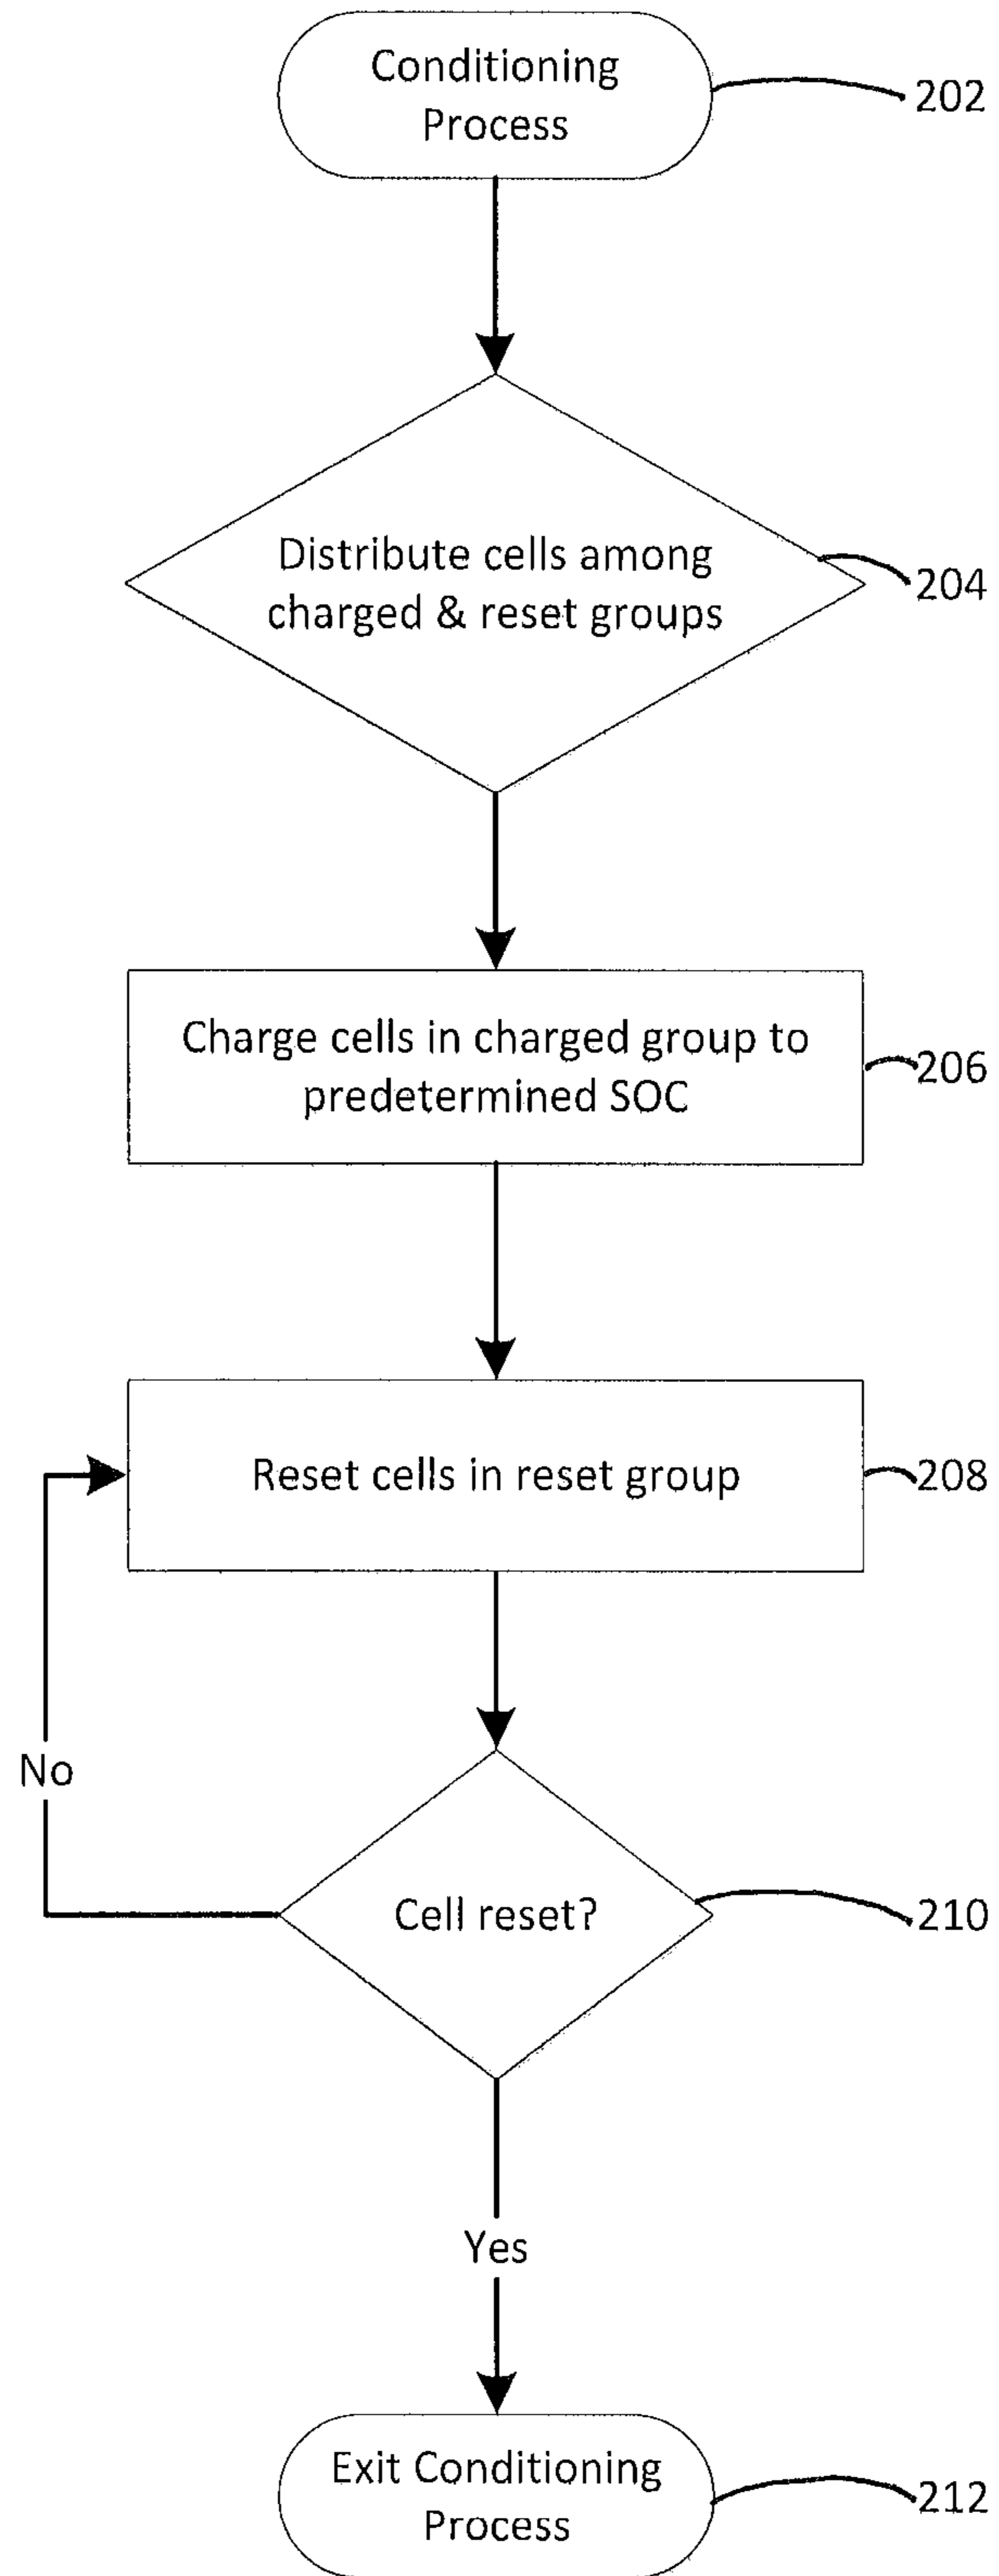 Conditioning
Process
202
Distribute cells among
charged & reset groups
204
Charge cells in charged group to
predetermined SOC
206
Reset cells in reset group
208
No
Cell reset?
210
Yes
Exit Conditioning
Process
212